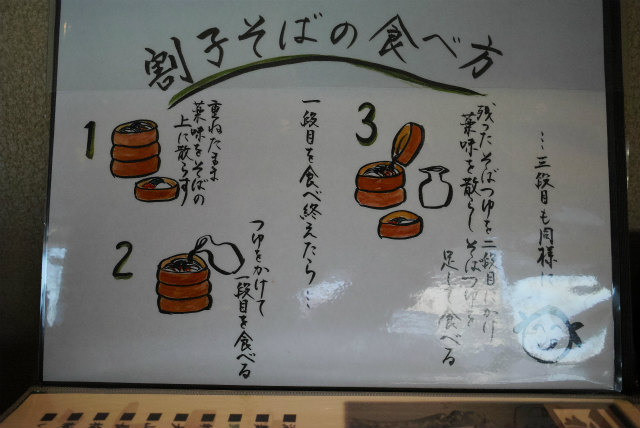 割子そばの食べ方
1
重ねたまま
薬味をそばの
上に散らす
2
つゆをかけて
一段目を食べる
一段目を食べ終えたら…
3
残ったそばつゆを二段目にかけ
薬味を散らしそばつゆを
足して食べる
…三段目も同様に